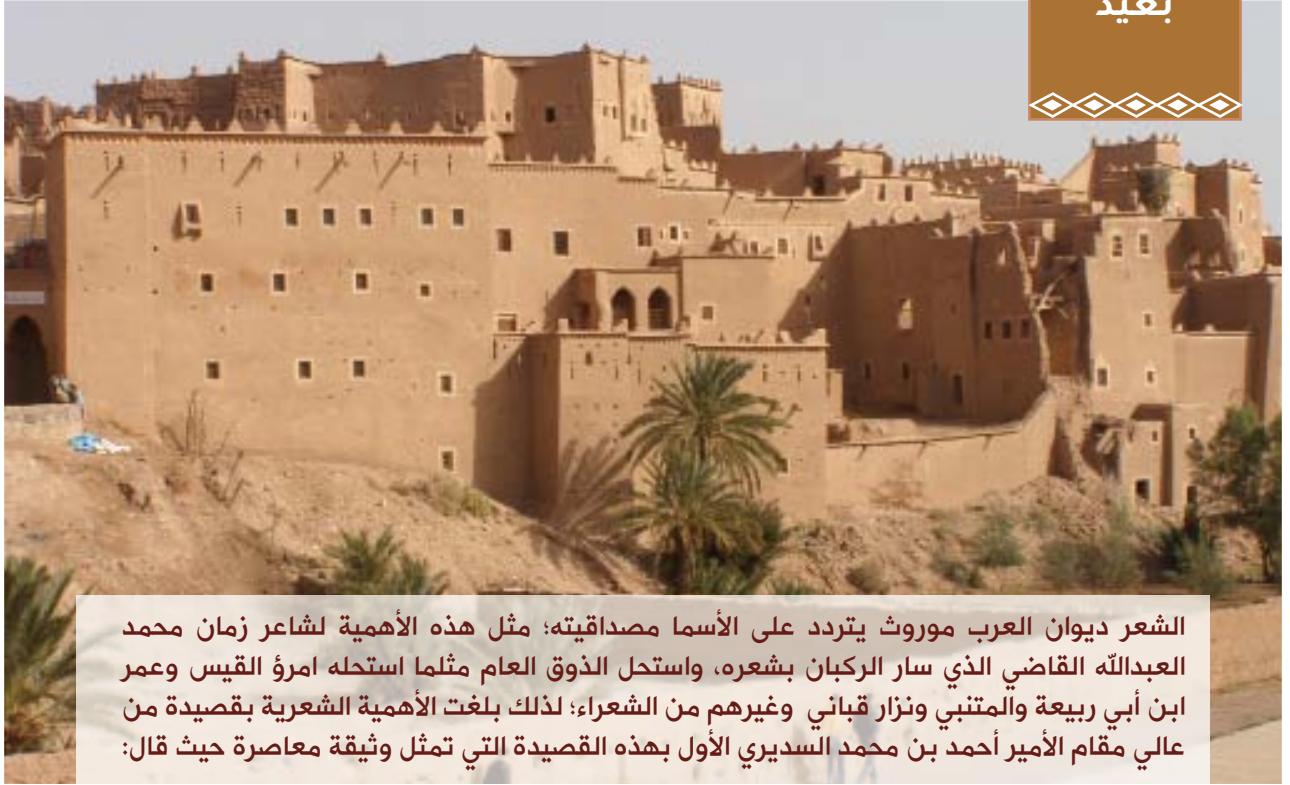 بعيد
الشعر ديوان العرب موروث يتردد على الأسما مصداقيته؛ مثل هذه الأهمية لشاعر زمان محمد
العبدالله القاضي الذي سار الركبان بشعره، واستحل الذوق العام مثلما استحله امرؤ القيس وعمر
ابن أبي ربيعة والمتنبي ونزار قباني وغيرهم من الشعراء؛ لذلك بلغت الأهمية الشعرية بقصيدة من
عالي مقام الأمير أحمد بن محمد السديري الأول بهذه القصيدة التي تمثل وثيقة معاصرة حيث قال: